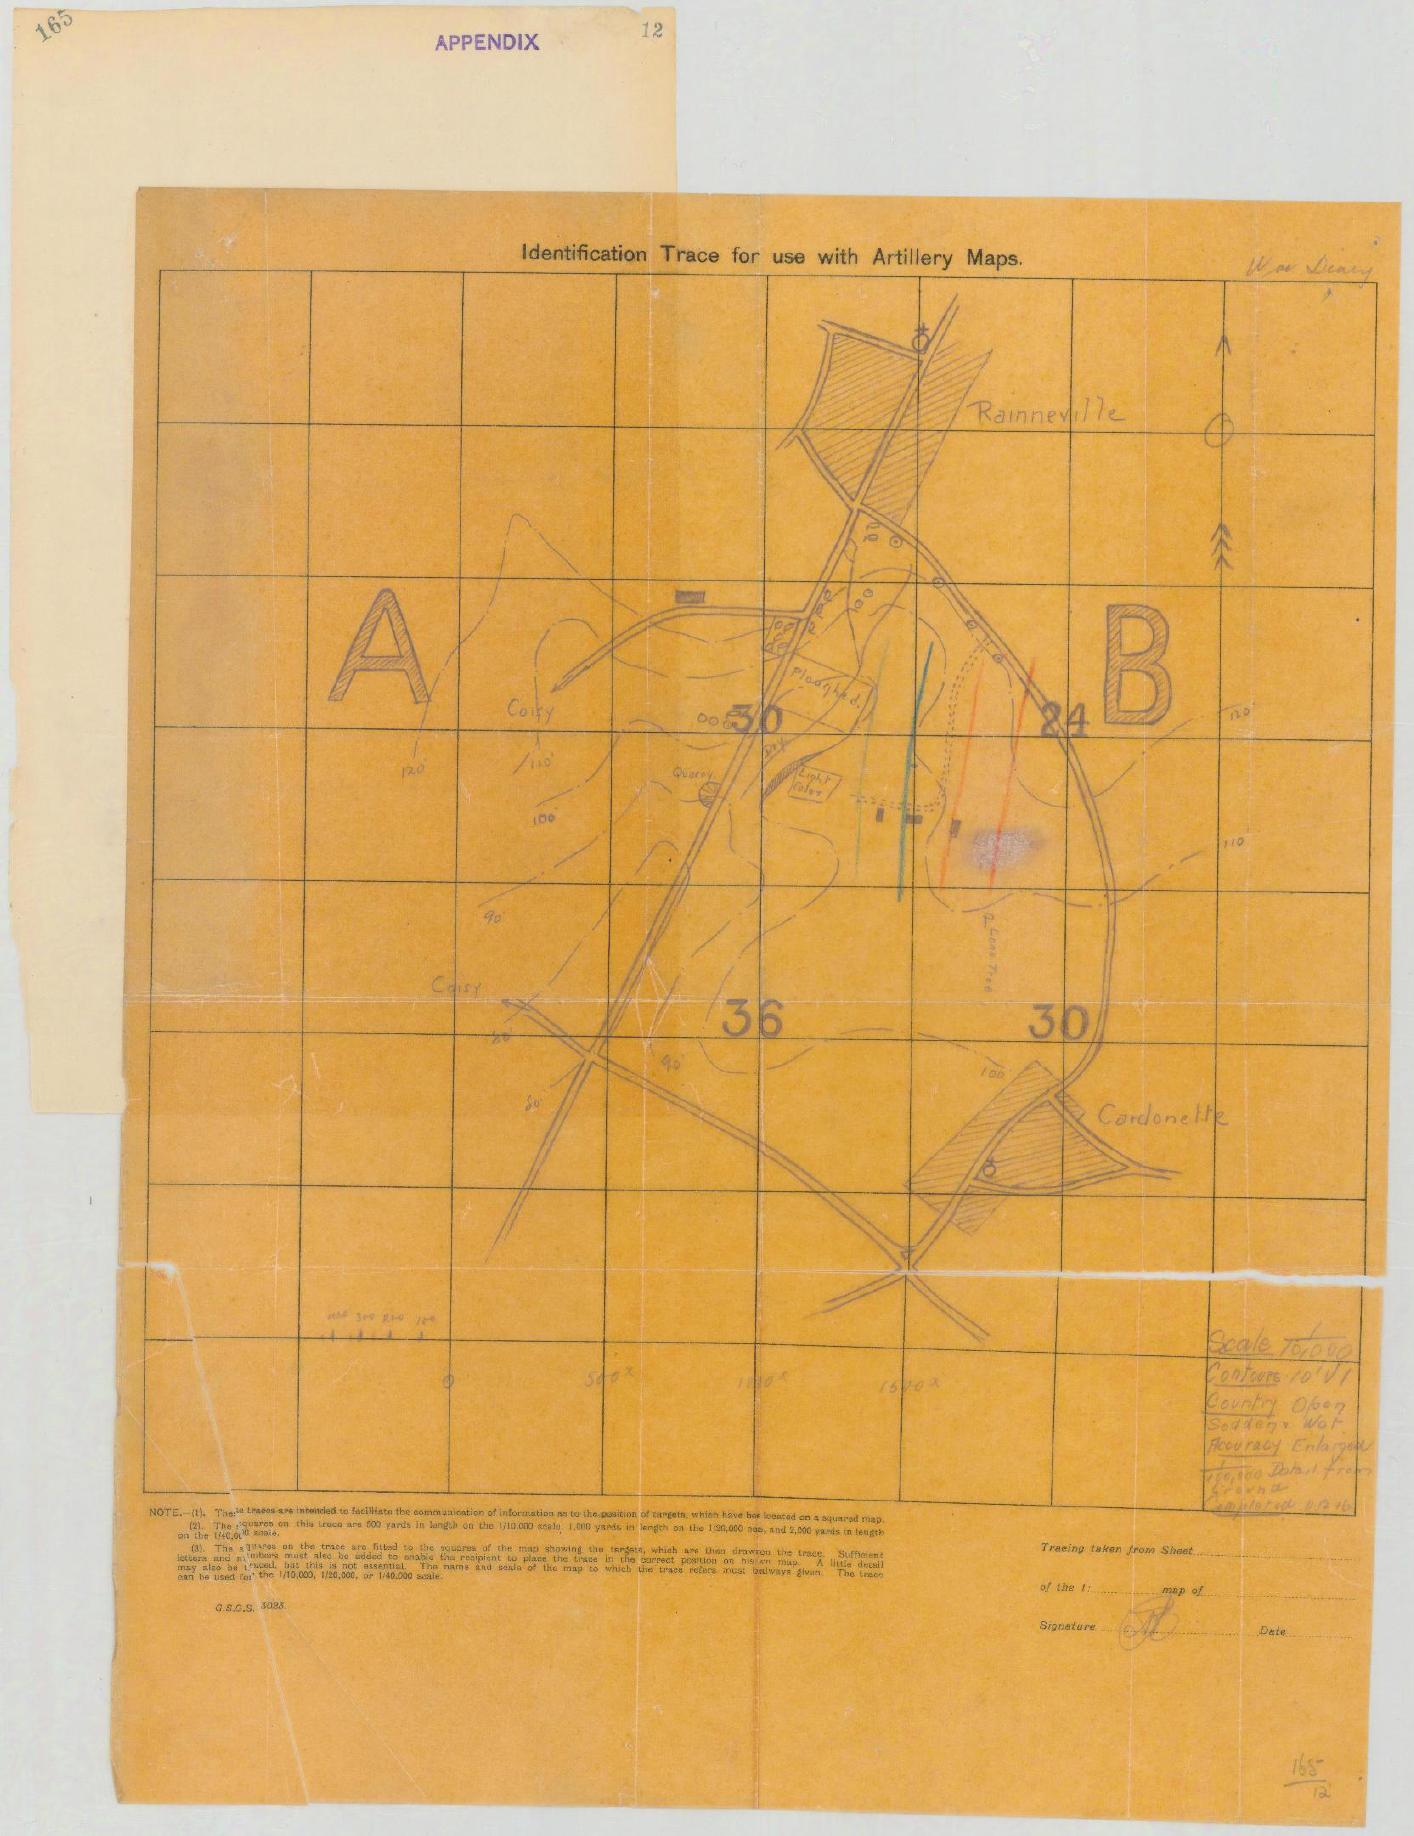 165
APPENDIX
12
Identification Trace for use with Artillery Maps.
War Diary
Rainneville
A
B
Ploughed.
Coisy
30
24
120'
120'
110'
Dry
Quarry
Light
Color
100'
110
90'
Lone Tree
Coisy
36
30
80'
90'
100'
80'
Cardonette
400 300 200 100
0
500x
1000x
1500x
Scale 1/10,000
Contours 10' VI
Country Open
Sodden & Wet
Accuracy Enlarged
1/100,000 Detail from
Ground
Completed
NOTE.—(1). These traces are intended to facilitate the communication of information as to the position of targets, which have been located on a squared map.
(2). The squares on this trace are 500 yards in length on the 1/10,000 scale, 1,000 yards in length on the 1/20,000 scale, and 2,000 yards in length
on the 1/40,000 scale.
(3). The squares on the trace are fitted to the squares of the map showing the targets, which are then drawn on the trace. Sufficient
letters and numbers must also be added to enable the recipient to place the trace in the correct position on his own map. A little detail
may also be traced, but this is not essential. The name and scale of the map to which the trace refers must be always given. The trace
can be used for the 1/10,000, 1/20,000, or 1/40,000 scale.
G.S.G.S. 3023.
Tracing taken from Sheet
of the 1: map of
Signature Date
165
12